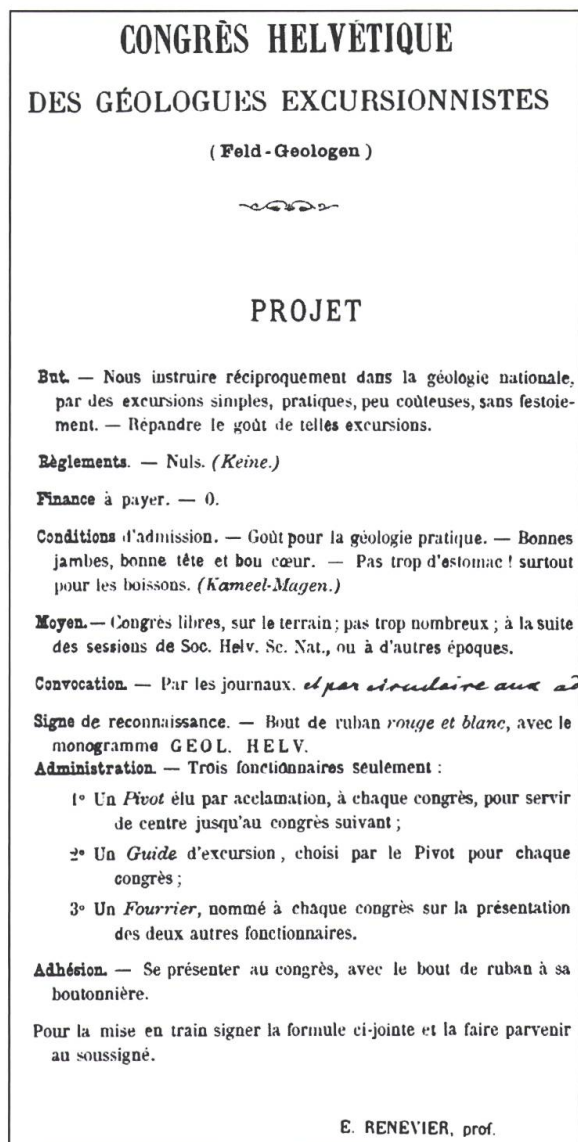 CONGRÈS HELVÉTIQUE
DES GÉOLOGUES EXCURSIONNISTES
(Feld-Geologen)
PROJET
But. — Nous instruire réciproquement dans la géologie nationale,
par des excursions simples, pratiques, peu coûteuses, sans festoie-
ment. — Répandre le goût de telles excursions.
Règlements. — Nuls. (Keine.)
Finance à payer. — 0.
Conditions d'admission. — Goût pour la géologie pratique. — Bonnes
jambes, bonne tête et bou cœur. — Pas trop d'estomac ! surtout
pour les boissons. (Kameel-Magen.)
Moyen. — Congrès libres, sur le terrain ; pas trop nombreux ; à la suite
des sessions de Soc. Helv. Sc. Nat., ou à d'autres époques.
Convocation. — Par les journaux. et par circulaire aux
Signe de reconnaissance. — Bout de ruban rouge et blanc, avec le
monogramme GEOL. HELV.
Administration. — Trois fonctionnaires seulement :
1° Un Pivot élu par acclamation, à chaque congrès, pour servir
de centre jusqu'au congrès suivant ;
2° Un Guide d'excursion, choisi par le Pivot pour chaque
congrès ;
3° Un Fourrier, nommé à chaque congrès sur la présentation
des deux autres fonctionnaires.
Adhésion. — Se présenter au congrès, avec le bout de ruban à sa
boutonnière.
Pour la mise en train signer la formule ci-jointe et la faire parvenir
au soussigné.
E. RENEVIER, prof.